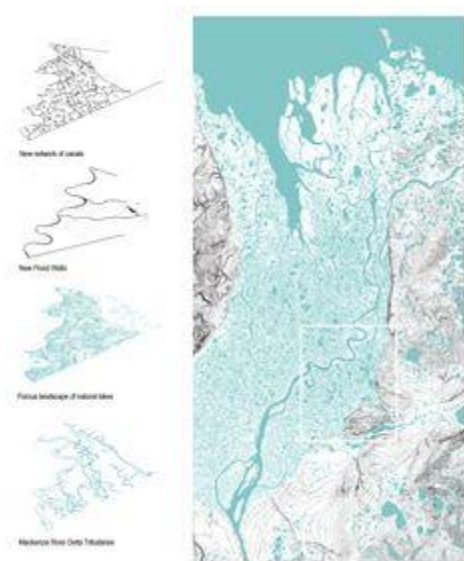 New network of canals
New Flood Walls
Porous landscape of natural lakes
Mackenzie River Delta Tributaries